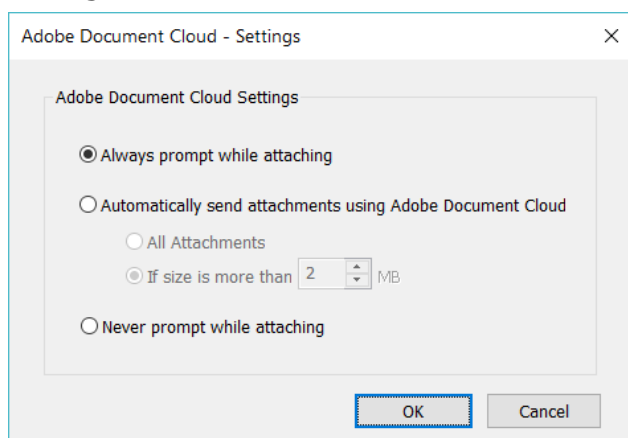 Adobe Document Cloud - Settings
Adobe Document Cloud Settings
Always prompt while attaching
Automatically send attachments using Adobe Document Cloud
All Attachments
If size is more than 2 MB
Never prompt while attaching
OK Cancel